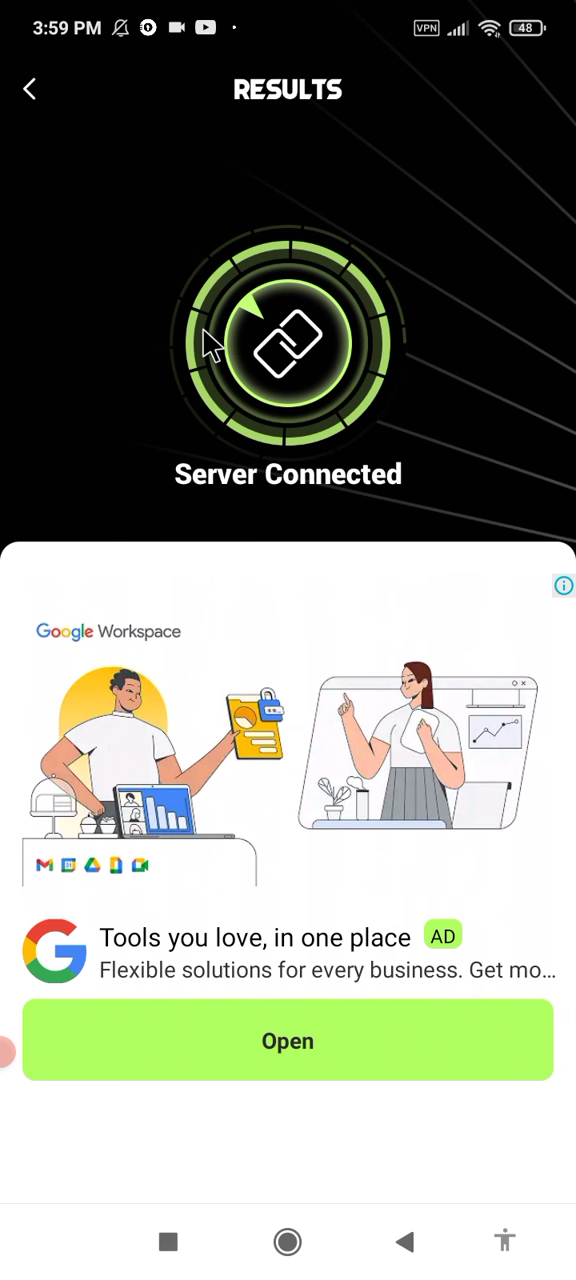 3:59 PM
VPN
48
RESULTS
Server Connected
Google Workspace
Tools you love, in one place
AD
Flexible solutions for every business. Get mo...
Open